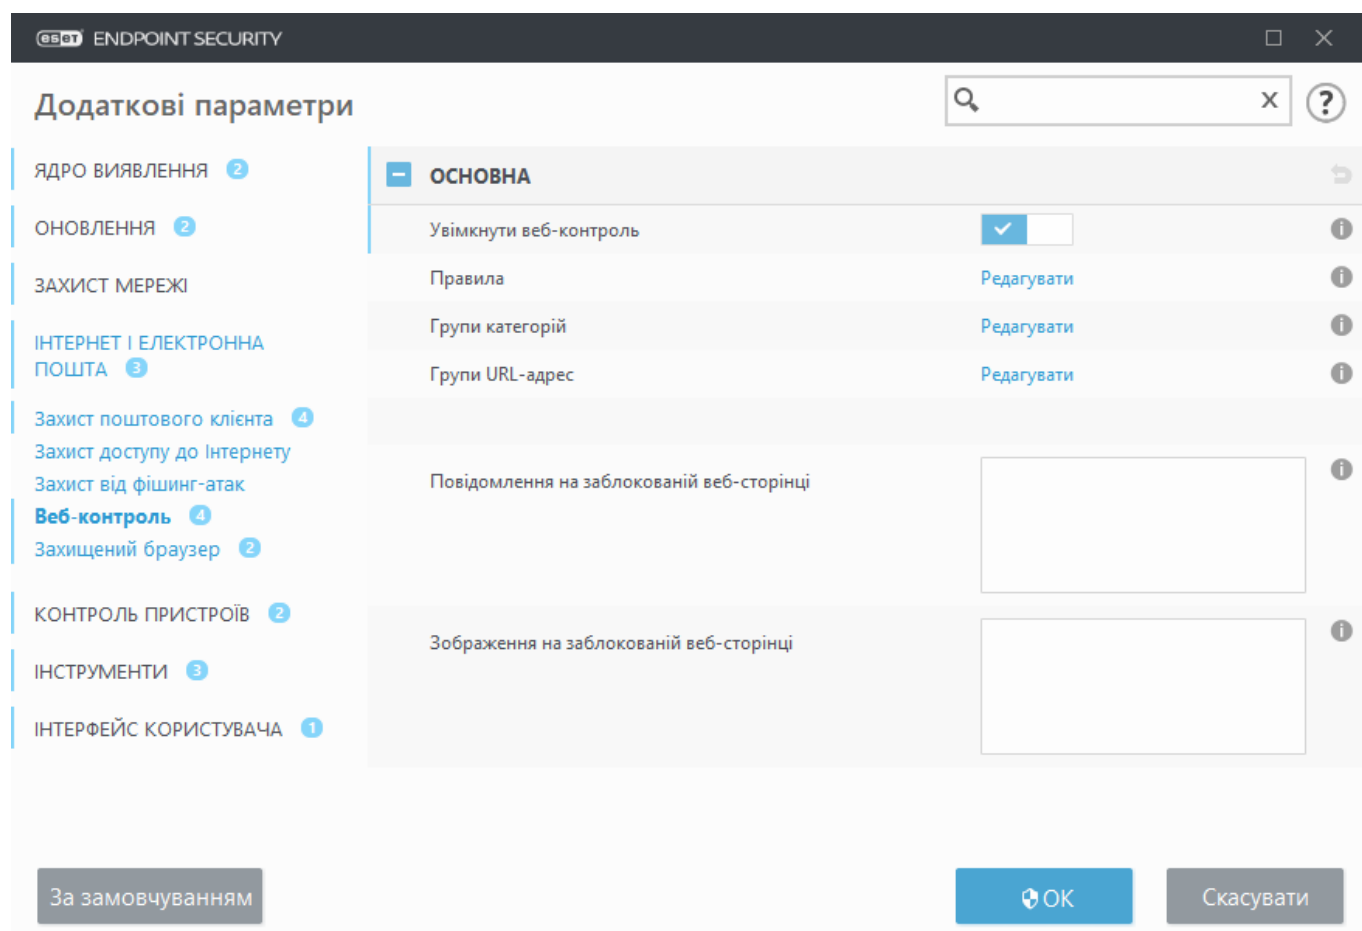 eset ENDPOINT SECURITY
Додаткові параметри
x
?
ЯДРО ВИЯВЛЕННЯ 2
ОНОВЛЕННЯ 2
ЗАХИСТ МЕРЕЖІ
ІНТЕРНЕТ І ЕЛЕКТРОННА
ПОШТА 3
Захист поштового клієнта 4
Захист доступу до Інтернету
Захист від фішинг-атак
Веб-контроль 4
Захищений браузер 2
КОНТРОЛЬ ПРИСТРОЇВ 2
ІНСТРУМЕНТИ 3
ІНТЕРФЕЙС КОРИСТУВАЧА 1
ОСНОВНА
Увімкнути веб-контроль
Правила Редагувати
Групи категорій Редагувати
Групи URL-адрес Редагувати
Повідомлення на заблокованій веб-сторінці
Зображення на заблокованій веб-сторінці
За замовчуванням
OK
Скасувати